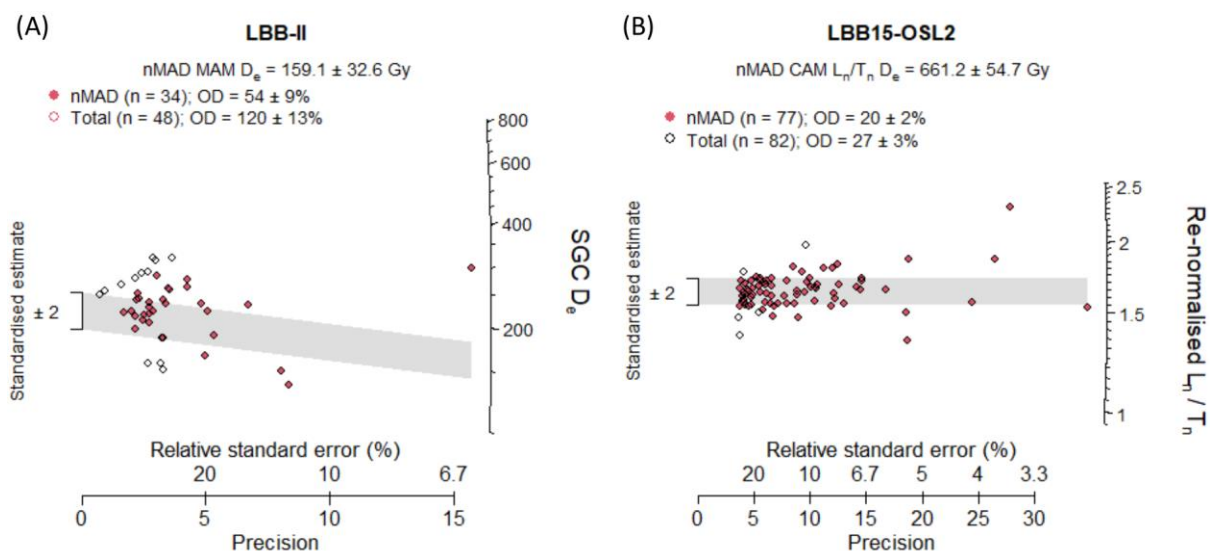 (A)
LBB-II
nMAD MAM Dₑ = 159.1 ± 32.6 Gy
nMAD (n = 34); OD = 54 ± 9%
Total (n = 48); OD = 120 ± 13%
800
600
400
200
SGC Dₑ
Standardised estimate
± 2
Relative standard error (%)
20 10 6.7
0 5 10 15
Precision
(B)
LBB15-OSL2
nMAD CAM Lₙ/Tₙ Dₑ = 661.2 ± 54.7 Gy
nMAD (n = 77); OD = 20 ± 2%
Total (n = 82); OD = 27 ± 3%
2.5
2
1.5
1
Re-normalised Lₙ / Tₙ
Standardised estimate
± 2
Relative standard error (%)
20 10 6.7 5 4 3.3
0 5 10 15 20 25 30
Precision